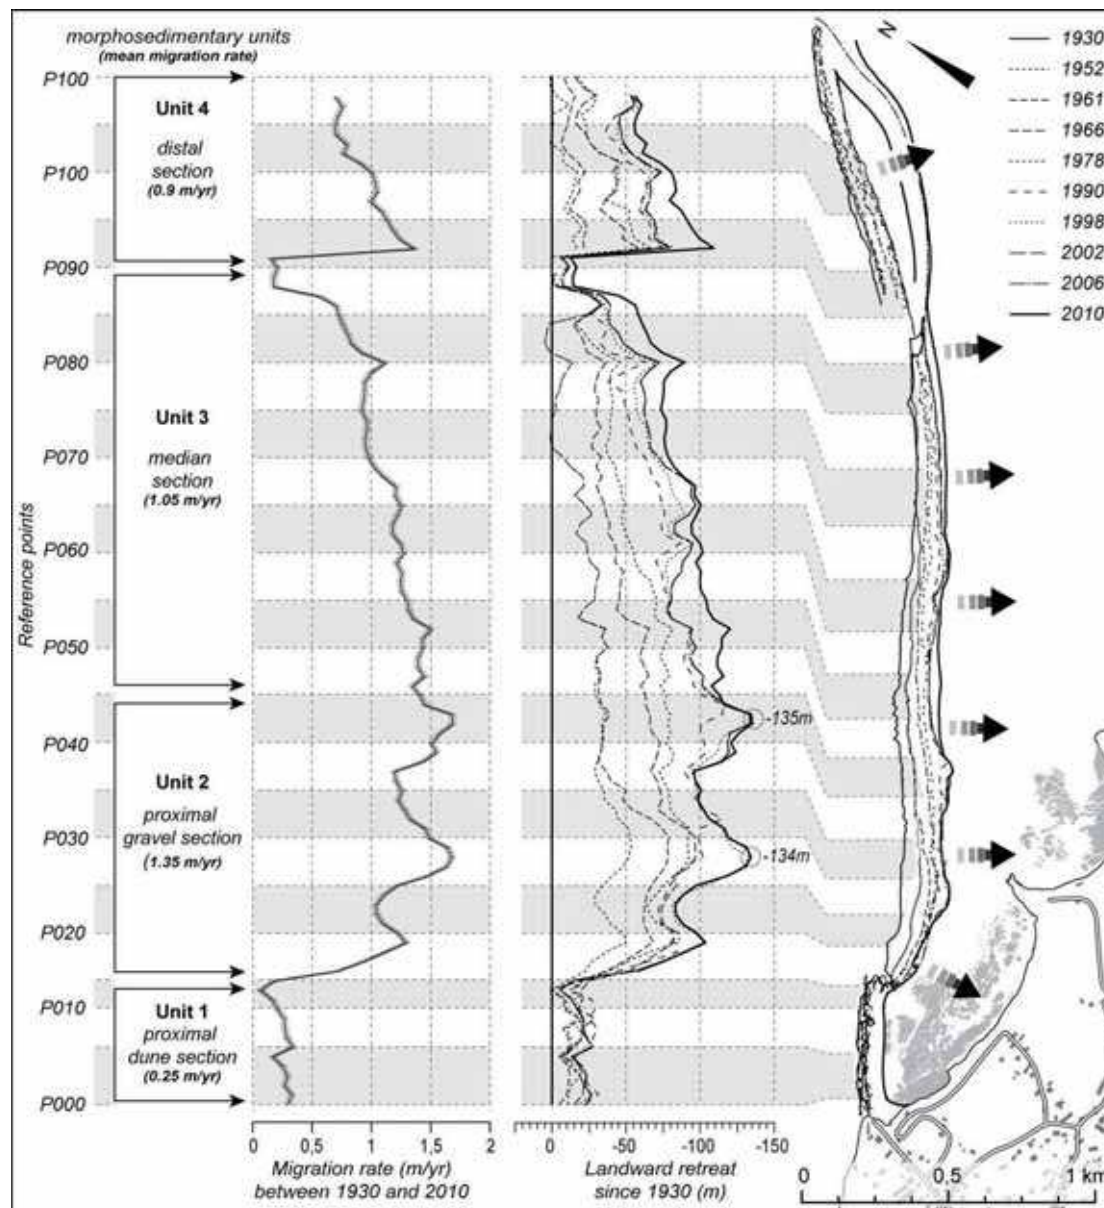 morphosedimentary units
(mean migration rate)
P100
Unit 4
distal
section
(0.9 m/yr)
P100
P090
P080
Unit 3
median
section
(1.05 m/yr)
P070
P060
P050
P040
Unit 2
proximal
gravel section
(1.35 m/yr)
P030
P020
P010
Unit 1
proximal
dune section
(0.25 m/yr)
P000
Reference points
0
0,5
1
1,5
2
Migration rate (m/yr)
between 1930 and 2010
-135m
-134m
0
-50
-100
-150
Landward retreat
since 1930 (m)
N
1930
1952
1961
1966
1978
1990
1998
2002
2006
2010
0
0.5
1 km